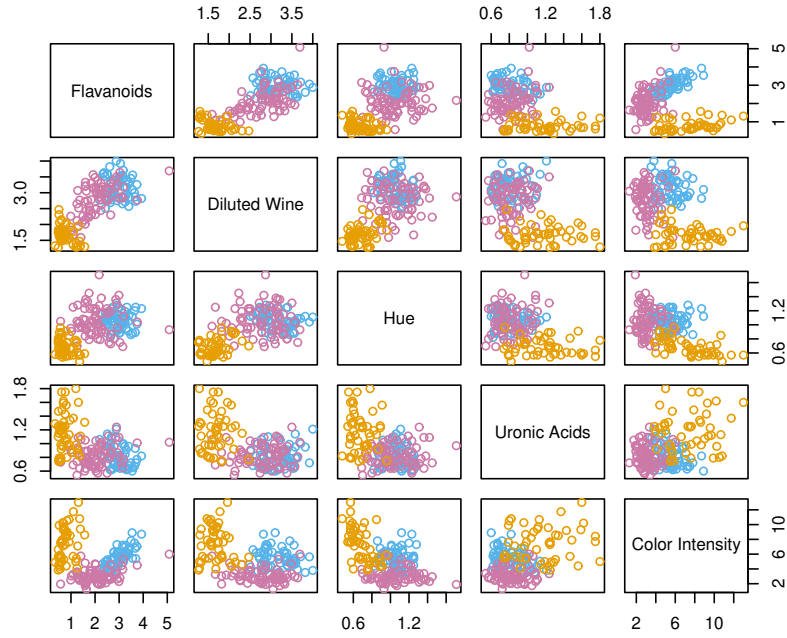 1.5 2.5 3.5
0.6 1.2 1.8
Flavanoids
1 3 5
1.5 3.0
Diluted Wine
Hue
0.6 1.2
0.6 1.2 1.8
Uronic Acids
Color Intensity
2 6 10
1 2 3 4 5
0.6 1.2
2 6 10